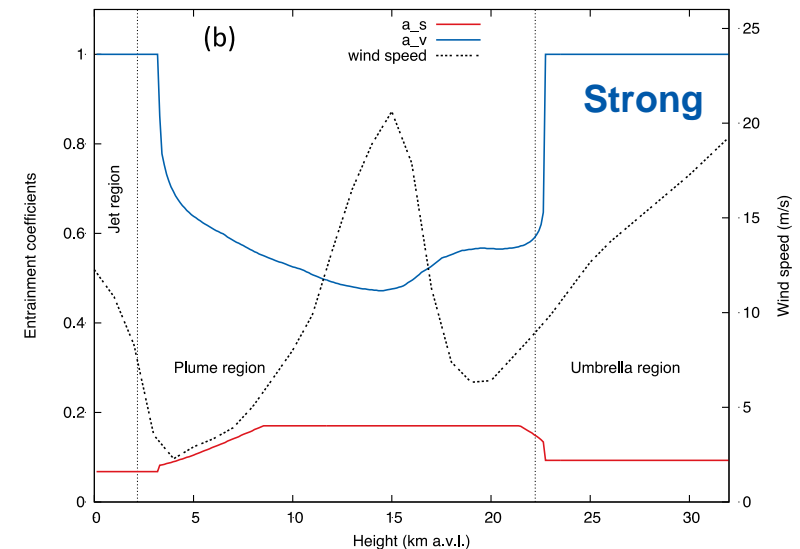 (b)
a_s
a_v
wind speed
Strong
Entrainment coefficients
1
0.8
0.6
0.4
0.2
0
Jet region
Plume region
Umbrella region
25
20
15
10
5
0
Wind speed (m/s)
0 5 10 15 20 25 30
Height (km a.v.l.)